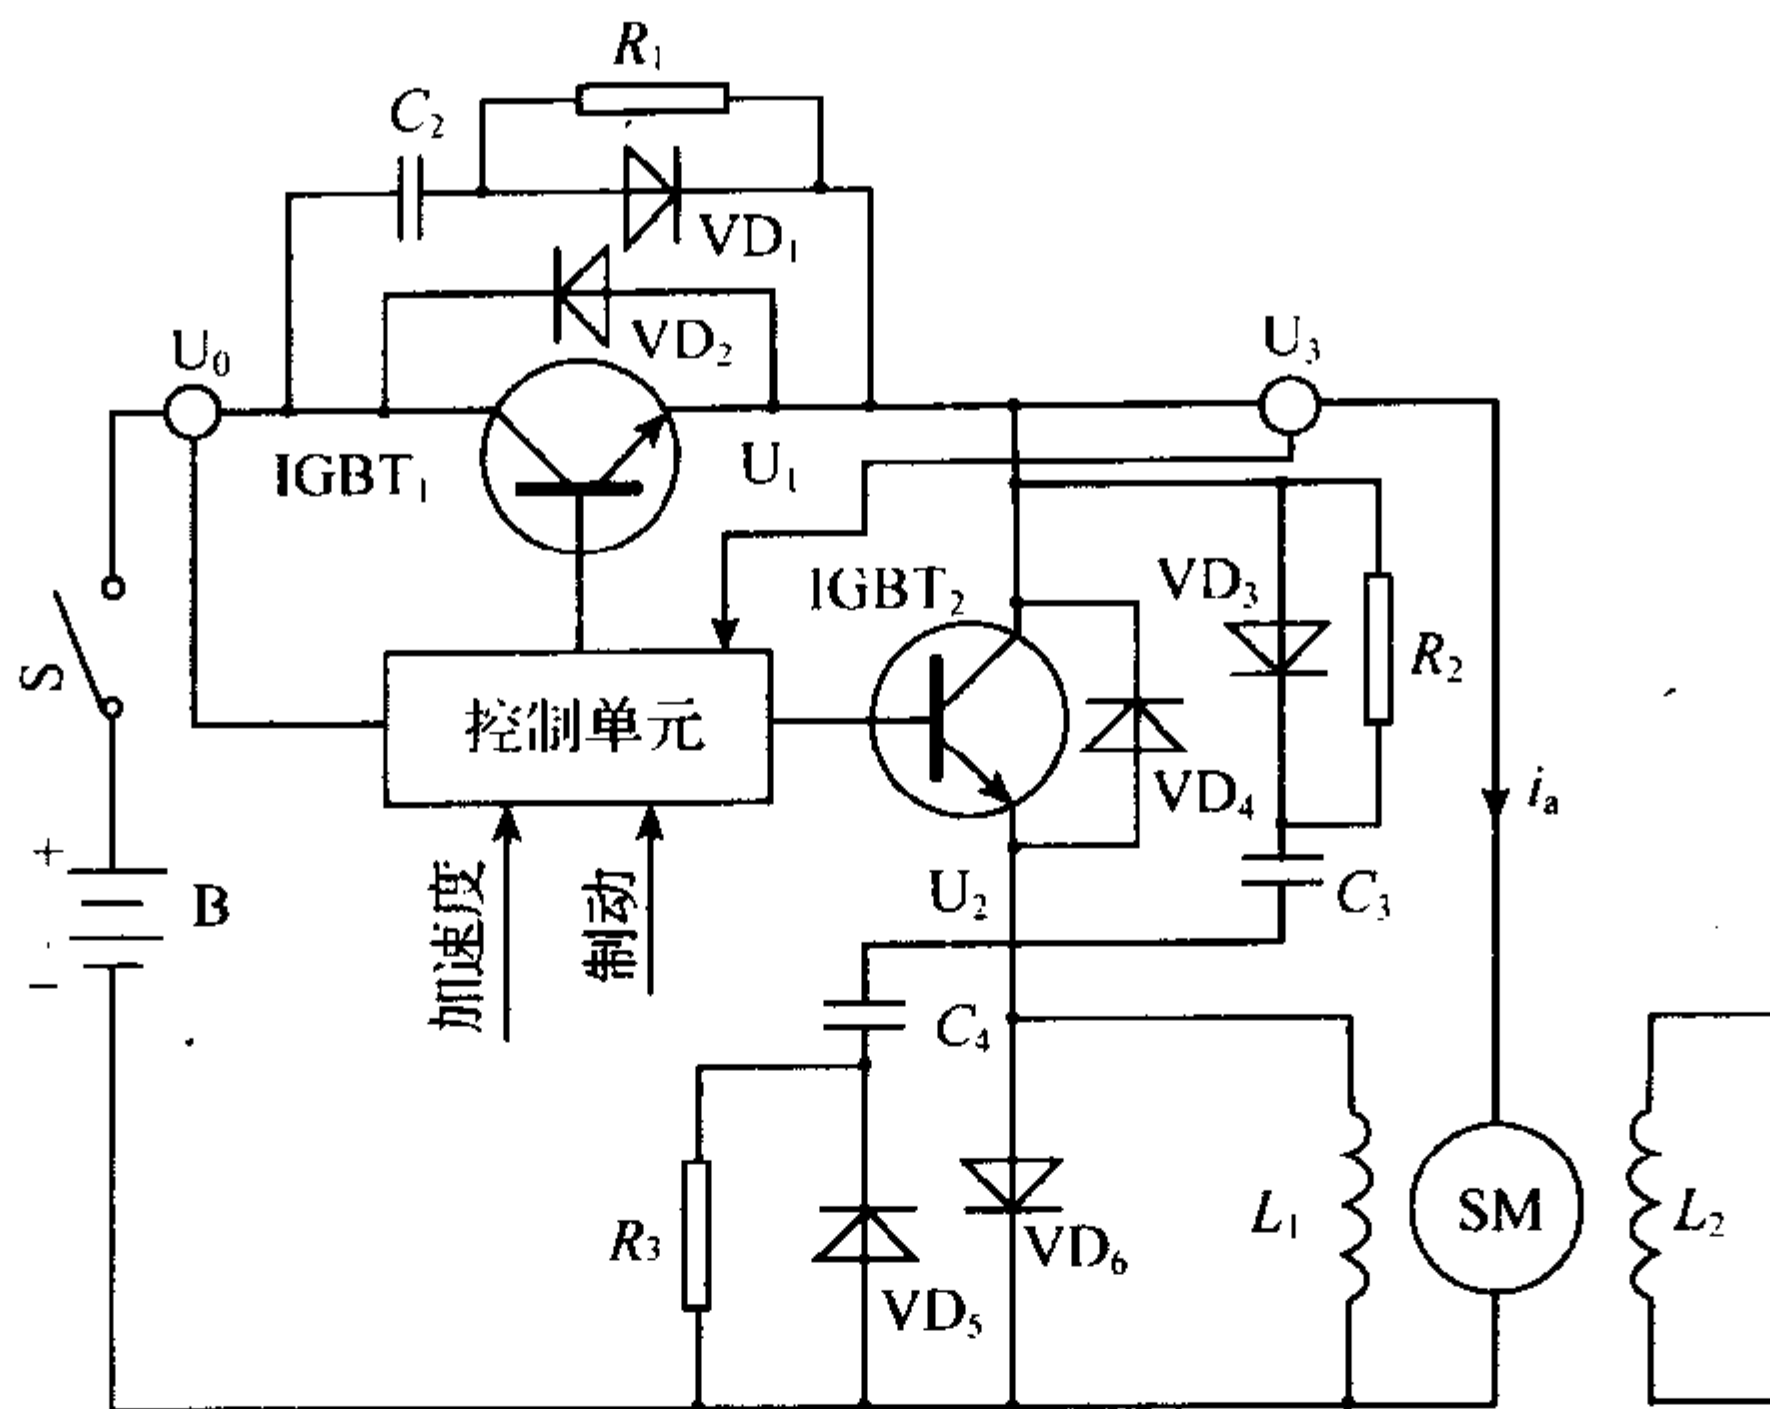 R₁
C₂
VD₁
VD₂
U₀
U₃
IGBT₁
U₁
IGBT₂
VD₃
R₂
S
控制单元
VD₄
iₐ
+
B
−
加速度
制动
U₂
C₃
C₄
R₃
VD₅
VD₆
L₁
SM
L₂